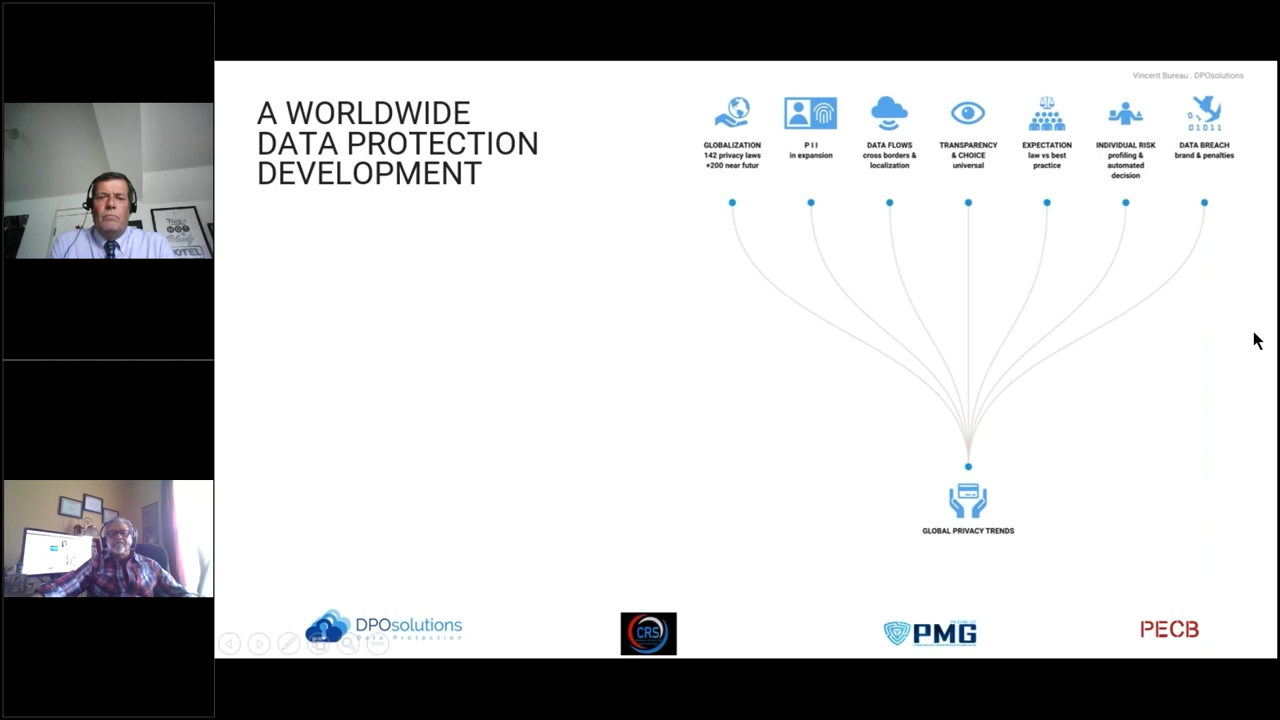 Vincent Bureau . DPOsolutions
A WORLDWIDE
DATA PROTECTION
DEVELOPMENT
GLOBALIZATION
142 privacy laws
+200 near futur
P I I
in expansion
DATA FLOWS
cross borders &
localization
TRANSPARENCY
& CHOICE
universal
EXPECTATION
law vs best
practice
INDIVIDUAL RISK
profiling &
automated
decision
01011
DATA BREACH
brand & penalties
GLOBAL PRIVACY TRENDS
DPOsolutions
Data Protection
CRS
PMG
PECB
NOT